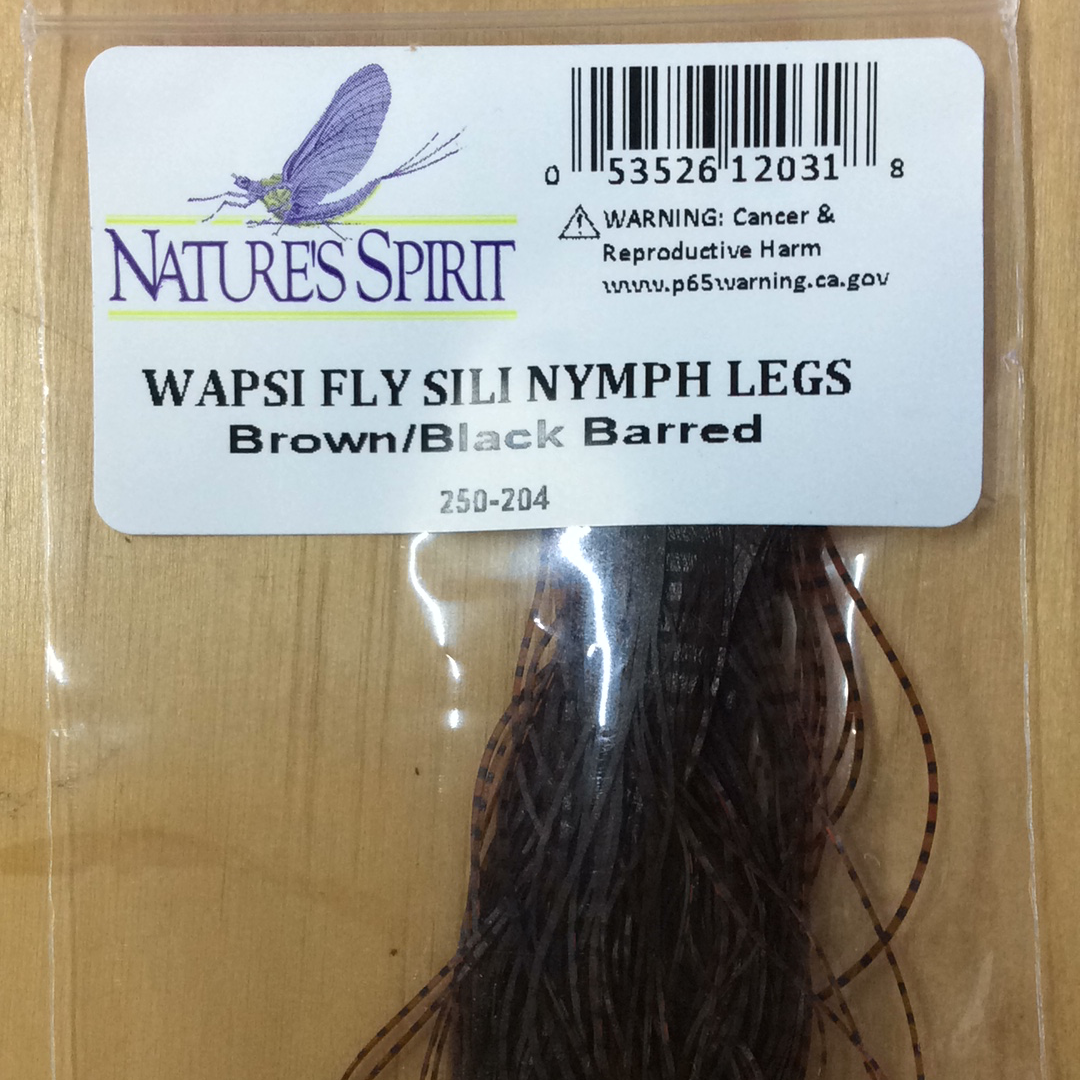 NATURE'S SPIRIT
0 53526 12031 8
WARNING: Cancer &
Reproductive Harm
www.p65warning.ca.gov
WAPSI FLY SILI NYMPH LEGS
Brown/Black Barred
250-204